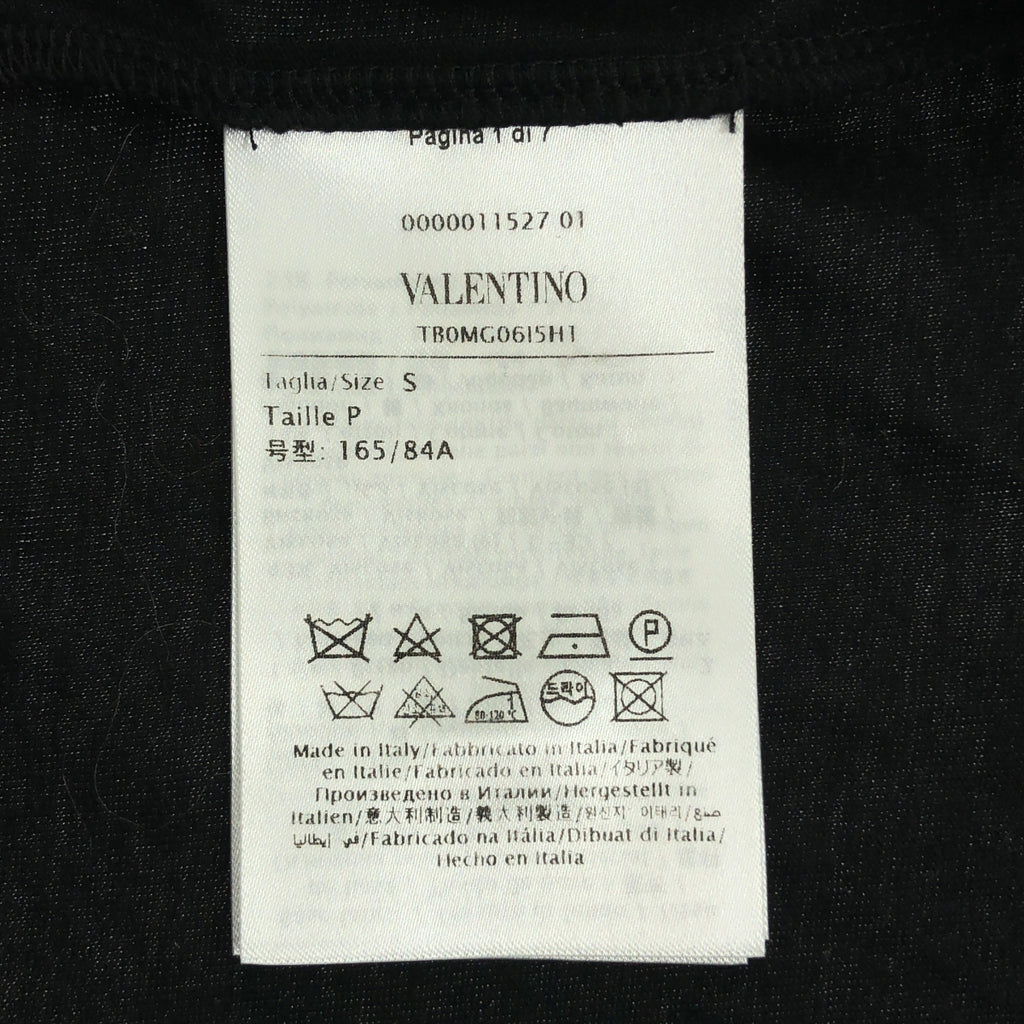 Pagina 1 di 7
0000011527 01
VALENTINO
TB0MG06I5H1
Taglia/Size S
Taille P
号型: 165/84A
P
드라이
80-120 °C
Made in Italy/Fabbricato in Italia/Fabriqué
en Italie/Fabricado en Italia/イタリア製/
Произведено в Италии/Hergestellt in
Italien/意大利制造/義大利製造/원산지 이태리/صنع
في إيطاليا/Fabricado na Itália/Dibuat di Italia/
Hecho en Italia